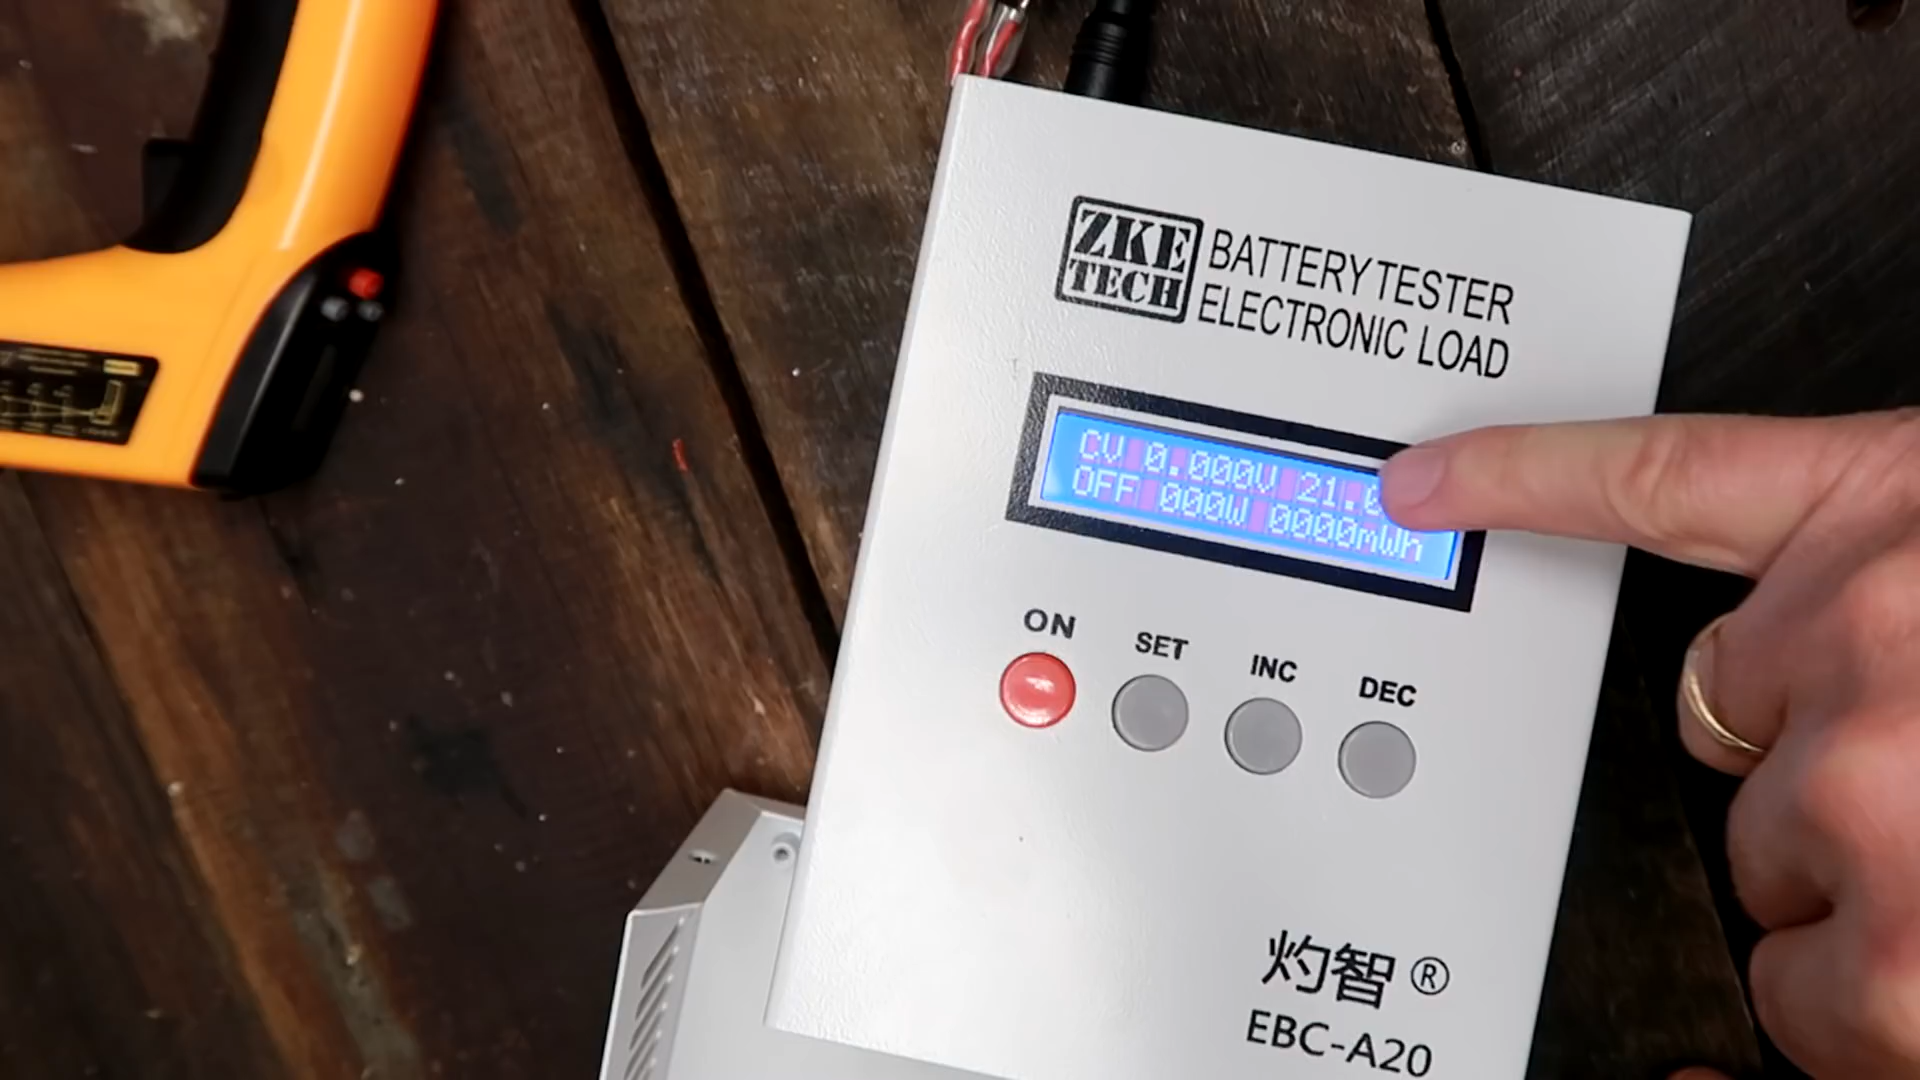 ZKE
TECH
BATTERY TESTER
ELECTRONIC LOAD
CV 0.000V 21.0
OFF 000W 0000mWh
ON
SET
INC
DEC
灼智®
EBC-A20